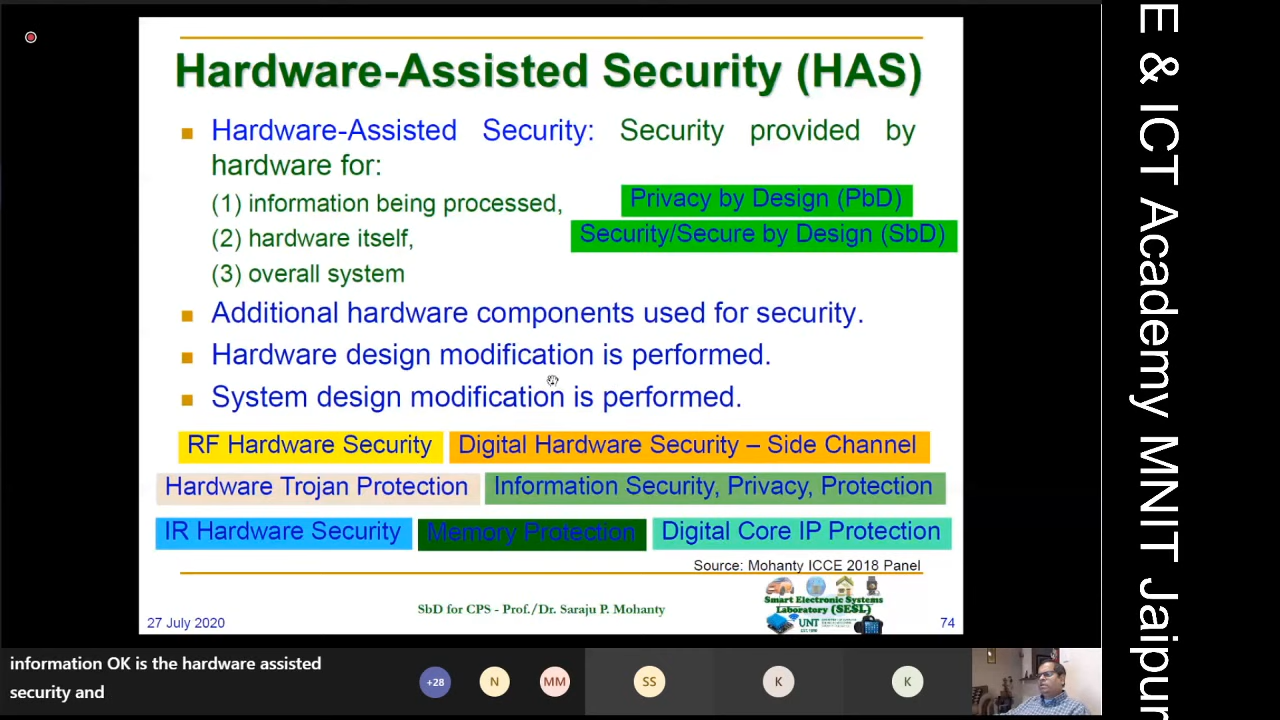 Hardware-Assisted Security (HAS)
Hardware-Assisted Security: Security provided by
hardware for:
(1) information being processed,
Privacy by Design (PbD)
(2) hardware itself,
Security/Secure by Design (SbD)
(3) overall system
Additional hardware components used for security.
Hardware design modification is performed.
System design modification is performed.
RF Hardware Security
Digital Hardware Security – Side Channel
Hardware Trojan Protection
Information Security, Privacy, Protection
IR Hardware Security
Memory Protection
Digital Core IP Protection
Source: Mohanty ICCE 2018 Panel
Smart Electronic Systems
Laboratory (SESL)
UNT
EST. 1890
SbD for CPS - Prof./Dr. Saraju P. Mohanty
27 July 2020
74
information OK is the hardware assisted
security and
+28
N
MM
SS
K
K
E & ICT Academy MNIT Jaipur